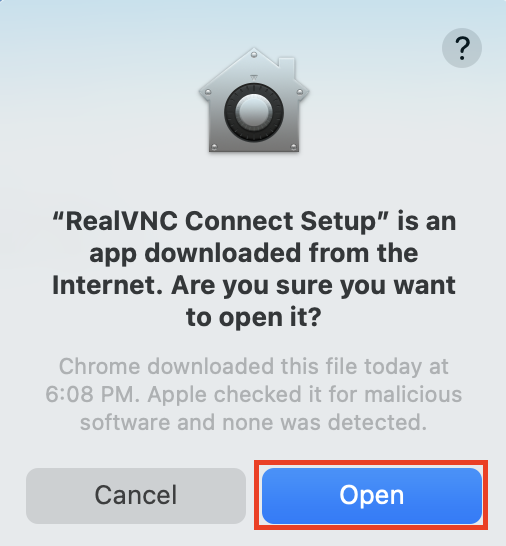 ?
“RealVNC Connect Setup” is an
app downloaded from the
Internet. Are you sure you want
to open it?
Chrome downloaded this file today at
6:08 PM. Apple checked it for malicious
software and none was detected.
Cancel
Open